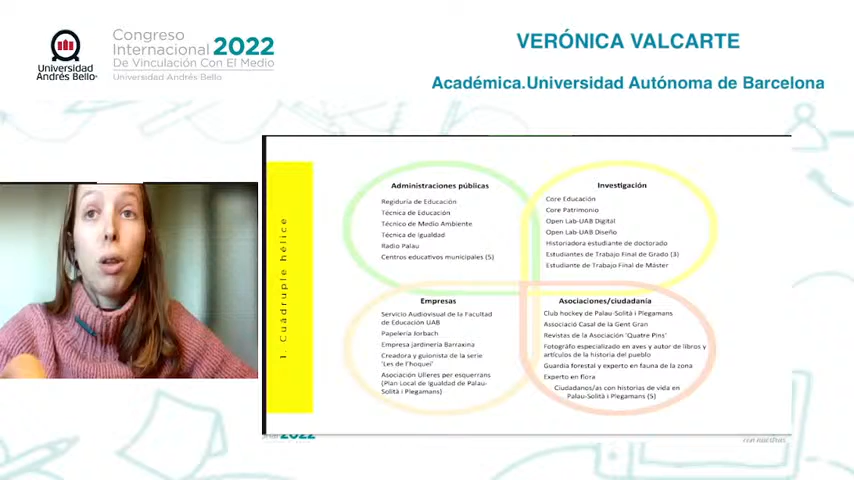 Universidad
Andrés Bello
Congreso
Internacional 2022
De Vinculación Con El Medio
Universidad Andrés Bello
VERÓNICA VALCARTE
Académica.Universidad Autónoma de Barcelona
1. Cuádruple hélice
Administraciones públicas
Regiduría de Educación
Técnica de Educación
Técnico de Medio Ambiente
Técnica de Igualdad
Radio Palau
Centros educativos municipales (5)
Investigación
Core Educación
Core Patrimonio
Open Lab-UAB Digital
Open Lab-UAB Diseño
Historiadora estudiante de doctorado
Estudiantes de Trabajo Final de Grado (3)
Estudiante de Trabajo Final de Máster
Empresas
Servicio Audiovisual de la Facultad
de Educación UAB
Papelería Jorbach
Empresa jardinería Barraxina
Creadora y guionista de la serie
'Les de l'hoquei'
Asociación Ulleres per esquerrans
(Plan Local de Igualdad de Palau-
Solità i Plegamans)
Asociaciones/ciudadanía
Club hockey de Palau-Solità i Plegamans
Associació Casal de la Gent Gran
Revistas de la Asociación 'Quatre Pins'
Fotográfo especializado en aves y autor de libros y
artículos de la historia del pueblo
Guardia forestal y experto en fauna de la zona
Experto en flora
Ciudadanos/as con historias de vida en
Palau-Solità i Plegamans (5)
2022